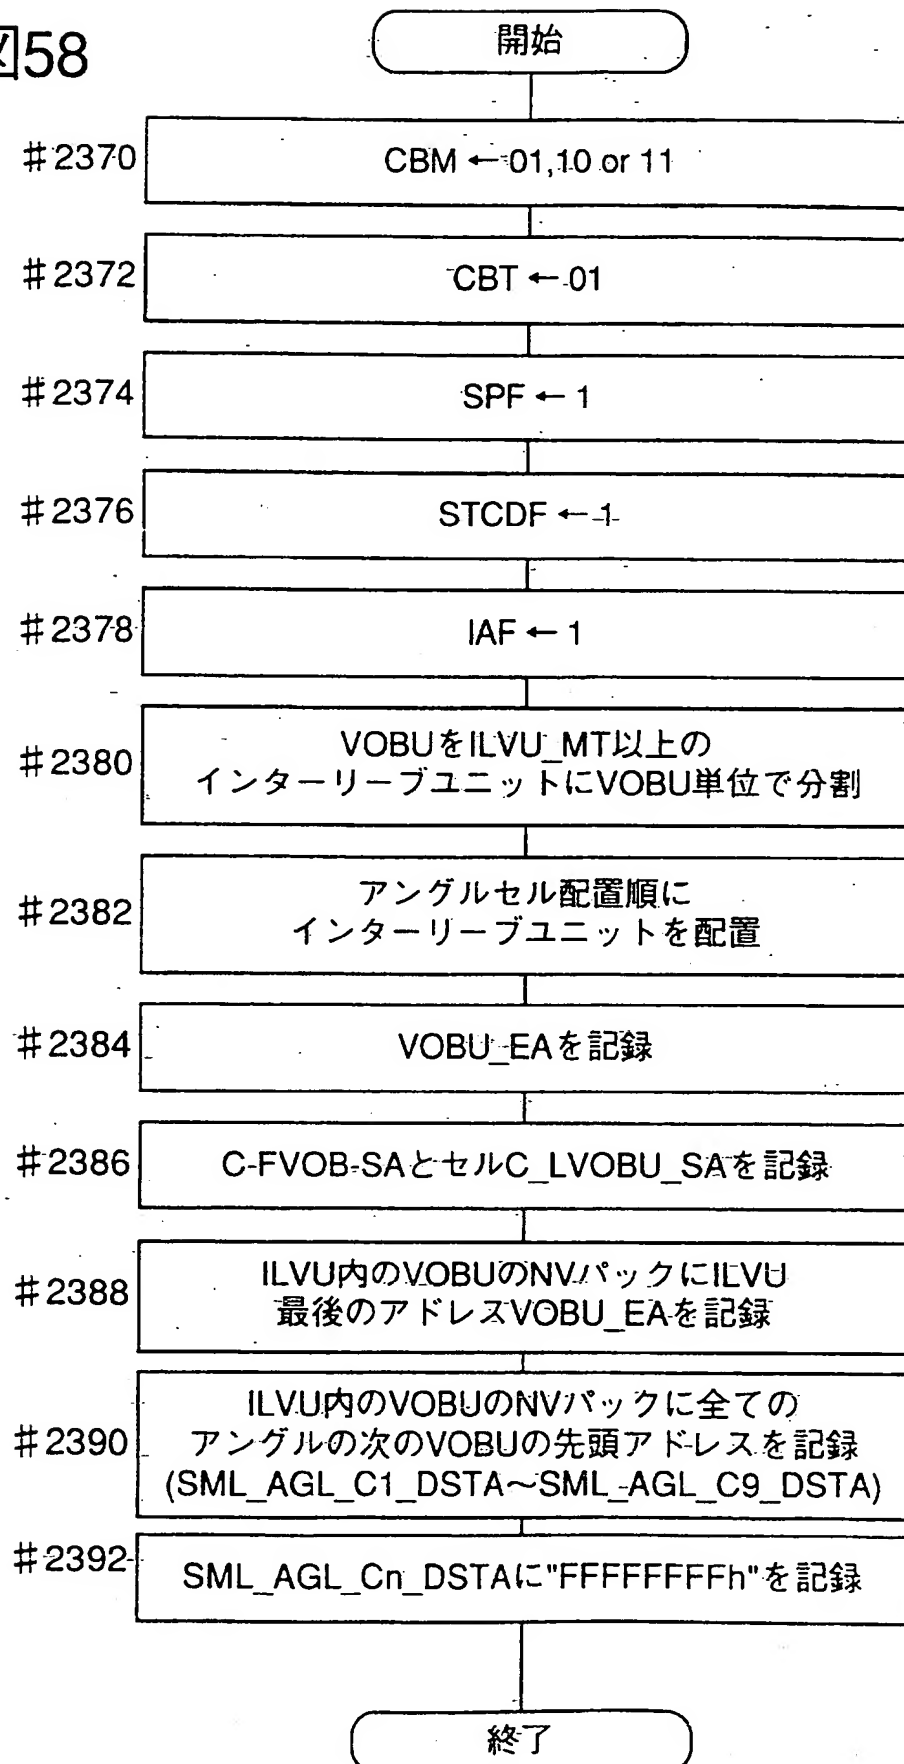 図58
開始
#2370
CBM ← 01,10 or 11
#2372
CBT ← 01
#2374
SPF ← 1
#2376
STCDF ← 1
#2378
IAF ← 1
#2380
VOBUをILVU_MT以上の
インターリーブユニットにVOBU単位で分割
#2382
アングルセル配置順に
インターリーブユニットを配置
#2384
VOBU_EAを記録
#2386
C-FVOB-SAとセルC_LVOBU_SAを記録
#2388
ILVU内のVOBUのNVパックにILVU
最後のアドレスVOBU_EAを記録
#2390
ILVU内のVOBUのNVパックに全ての
アングルの次のVOBUの先頭アドレスを記録
(SML_AGL_C1_DSTA～SML_AGL_C9_DSTA)
#2392
SML_AGL_Cn_DSTAに"FFFFFFFFh"を記録
終了